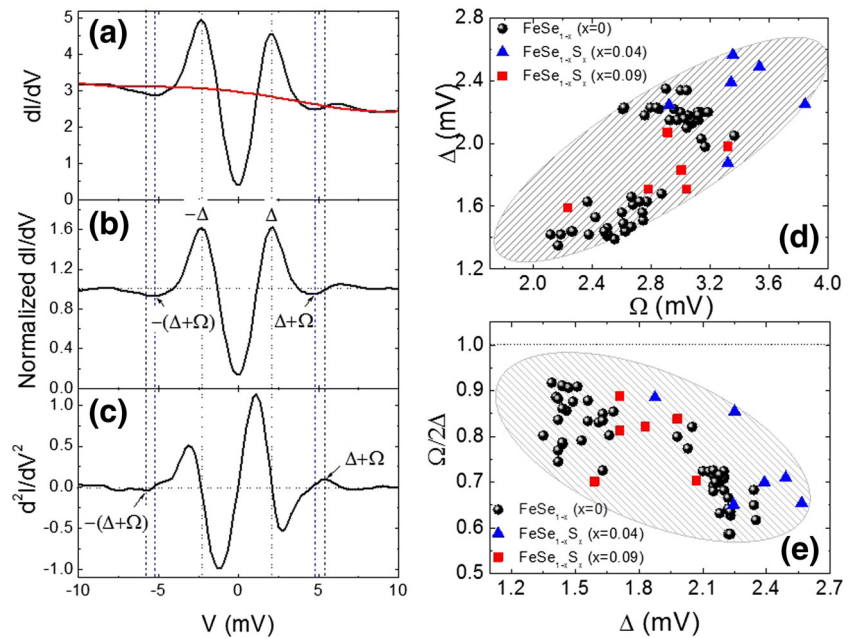 (a)
dI/dV
5
4
3
2
1
0
(b)
Normalized dI/dV
1.6
1.2
0.8
0.4
0.0
−Δ
Δ
−(Δ+Ω)
Δ+Ω
(c)
d²I/dV²
1.0
0.5
0.0
-0.5
-1.0
Δ+Ω
−(Δ+Ω)
-10
-5
0
5
10
V (mV)
(d)
Δ (mV)
2.8
2.4
2.0
1.6
1.2
FeSe1-x (x=0)
FeSe1-xSx (x=0.04)
FeSe1-xSx (x=0.09)
2.0
2.4
2.8
3.2
3.6
4.0
Ω (mV)
(e)
Ω/2Δ
1.0
0.9
0.8
0.7
0.6
0.5
FeSe1-x (x=0)
FeSe1-xSx (x=0.04)
FeSe1-xSx (x=0.09)
1.2
1.5
1.8
2.1
2.4
2.7
Δ (mV)